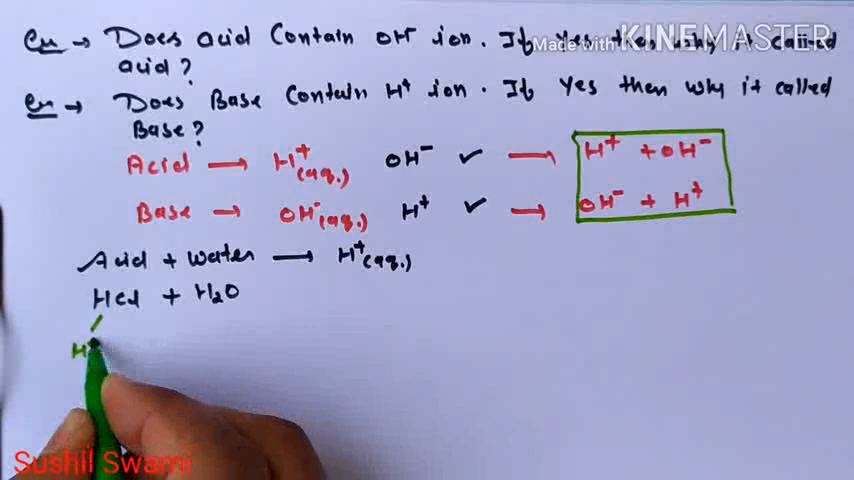 Qu → Does acid Contain OH⁻ ion. If Yes then why it called
acid?
Made with KINEMASTER
Qu → Does Base Contain H⁺ ion. If Yes then why it called
Base?
Acid → H⁺(aq.) OH⁻ ✓ → H⁺ + OH⁻
Base → OH⁻(aq.) H⁺ ✓ → OH⁻ + H⁺
Acid + Water → H⁺(aq.)
HCl + H₂O
H
Sushil Swami